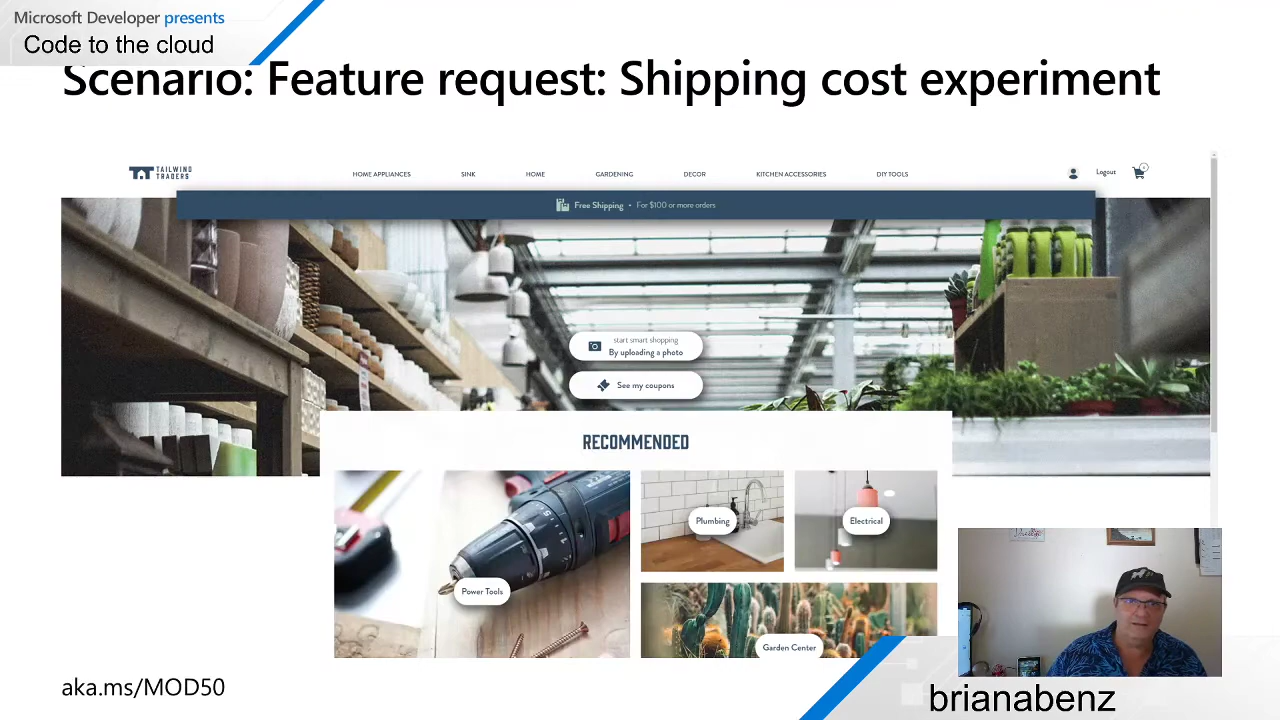 Microsoft Developer presents
Code to the cloud
Scenario: Feature request: Shipping cost experiment
TAILWIND
TRADERS
HOME APPLIANCES SINK HOME GARDENING DECOR KITCHEN ACCESSORIES DIY TOOLS Logout
Free Shipping • For $100 or more orders
start smart shopping
By uploading a photo
See my coupons
RECOMMENDED
Plumbing
Electrical
Power Tools
Garden Center
aka.ms/MOD50
brianabenz